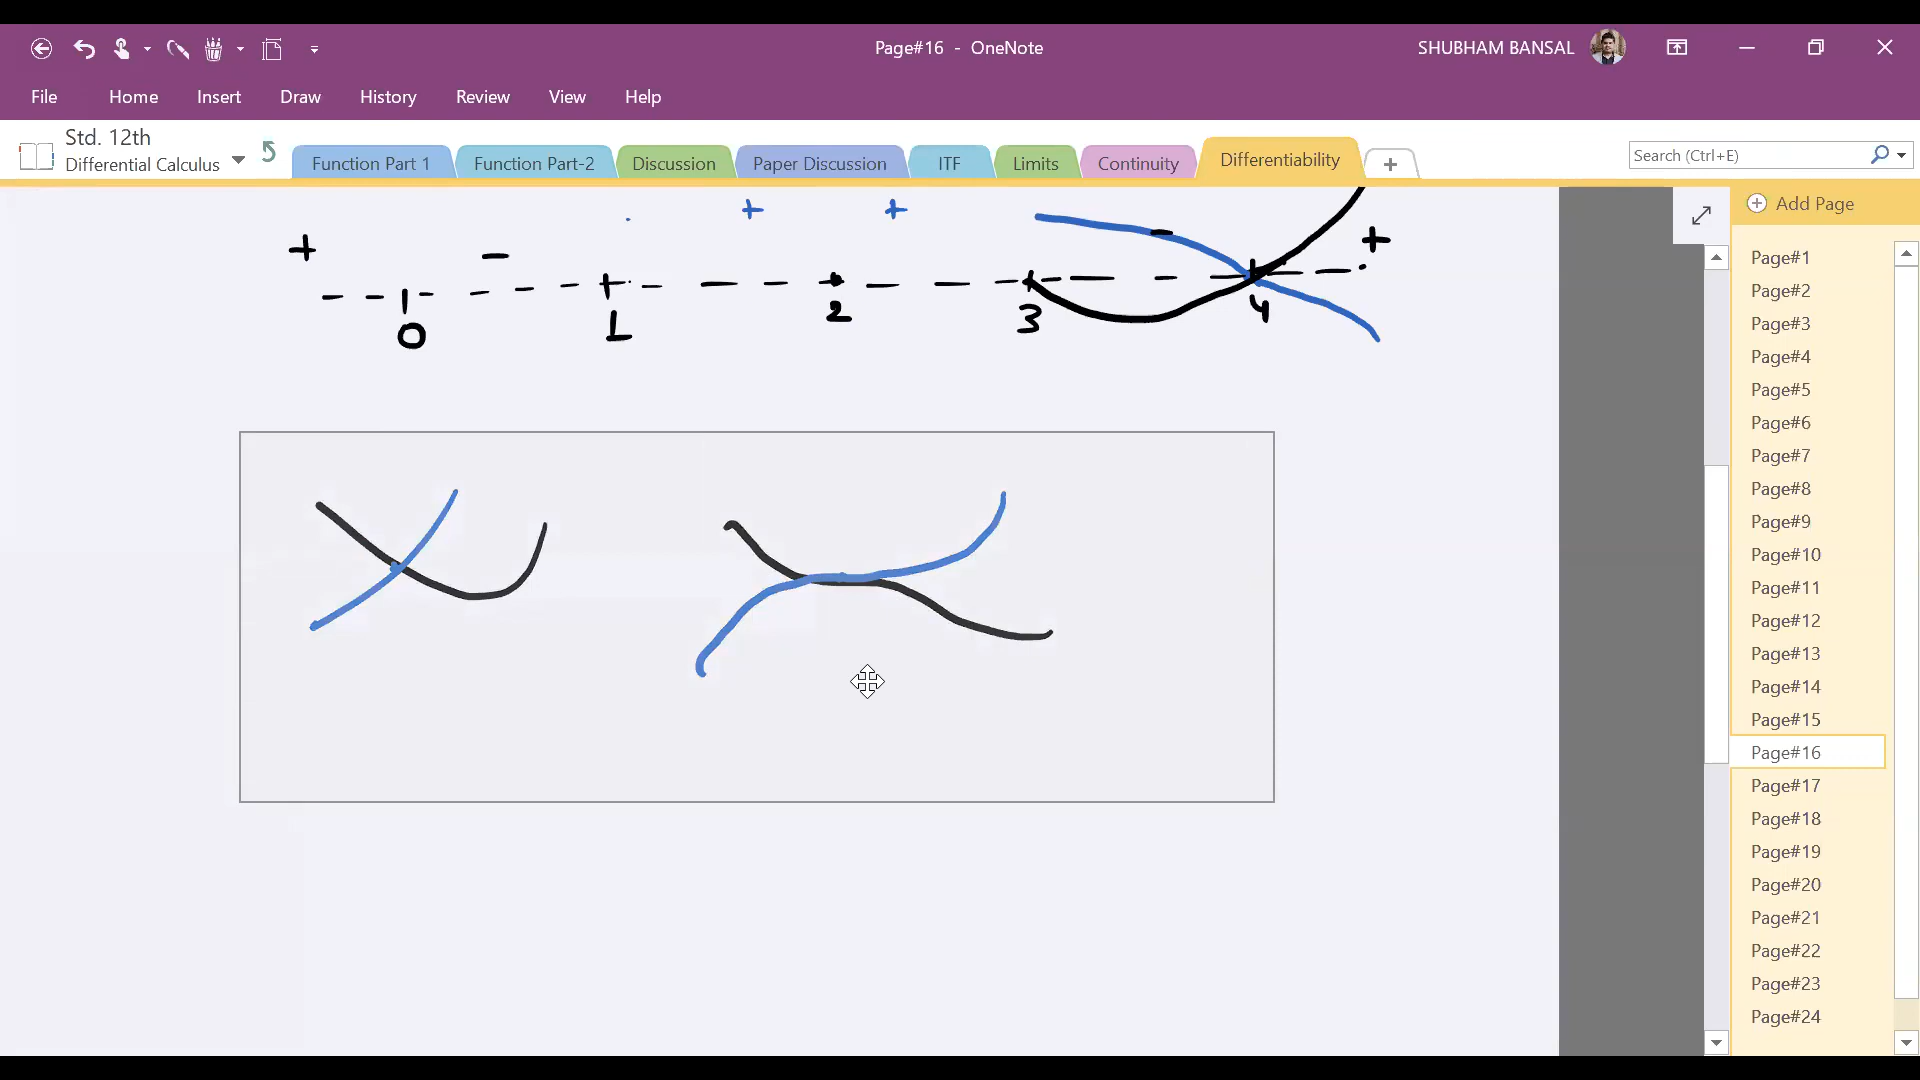 Page#16 - OneNote
SHUBHAM BANSAL
File Home Insert Draw History Review View Help
Std. 12th
Differential Calculus
Function Part 1 Function Part-2 Discussion Paper Discussion ITF Limits Continuity Differentiability +
Search (Ctrl+E)
Add Page
+ +
+ - - +
0 1 2 3 4
Page#1
Page#2
Page#3
Page#4
Page#5
Page#6
Page#7
Page#8
Page#9
Page#10
Page#11
Page#12
Page#13
Page#14
Page#15
Page#16
Page#17
Page#18
Page#19
Page#20
Page#21
Page#22
Page#23
Page#24